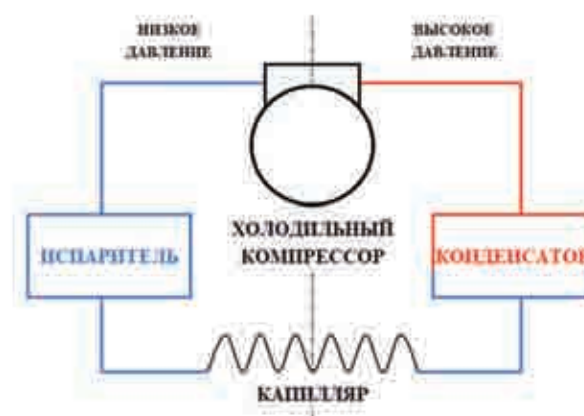 НИЗКОЕ
ДАВЛЕНИЕ
ВЫСОКОЕ
ДАВЛЕНИЕ
ХОЛОДИЛЬНЫЙ
КОМПРЕССОР
ИСПАРИТЕЛЬ
КОНДЕНСАТОР
КАПИЛЛЯР